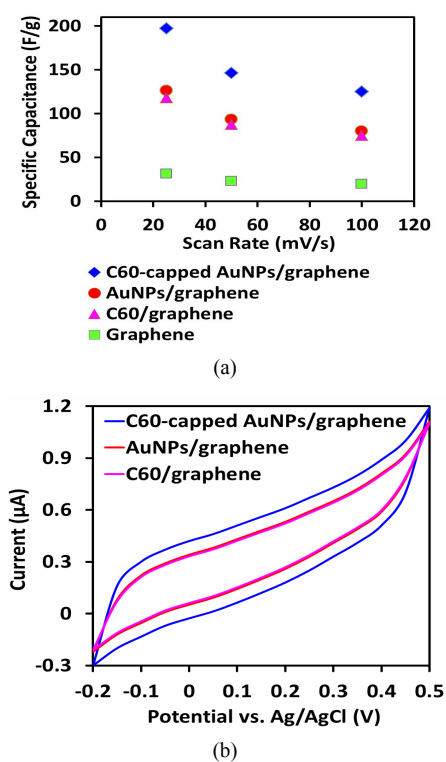 Specific Capacitance (F/g)
200
150
100
50
0
0 20 40 60 80 100 120
Scan Rate (mV/s)
C60-capped AuNPs/graphene
AuNPs/graphene
C60/graphene
Graphene
(a)
Currrent (µA)
1.2
0.9
0.6
0.3
0
-0.3
C60-capped AuNPs/graphene
AuNPs/graphene
C60/graphene
-0.2 -0.1 0 0.1 0.2 0.3 0.4 0.5
Potential vs. Ag/AgCl (V)
(b)